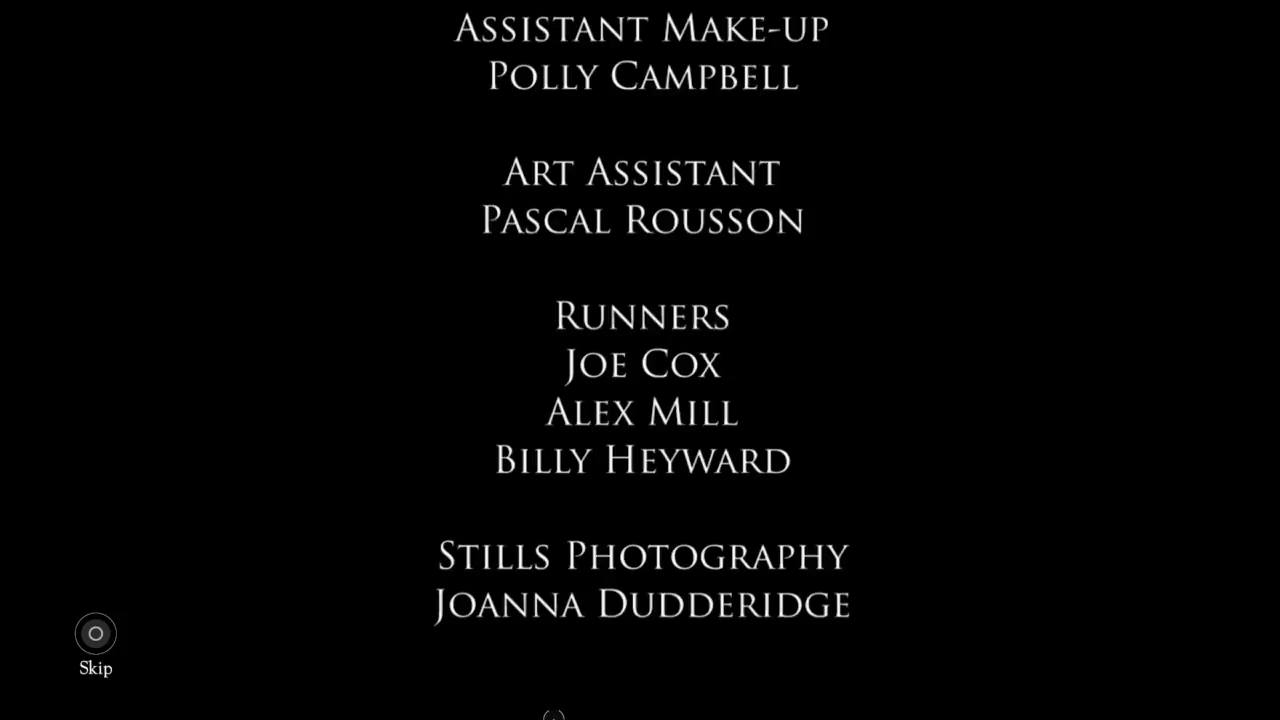 Assistant Make-up
Polly Campbell
Art Assistant
Pascal Rousson
Runners
Joe Cox
Alex Mill
Billy Heyward
Stills Photography
Joanna Dudderidge
Skip